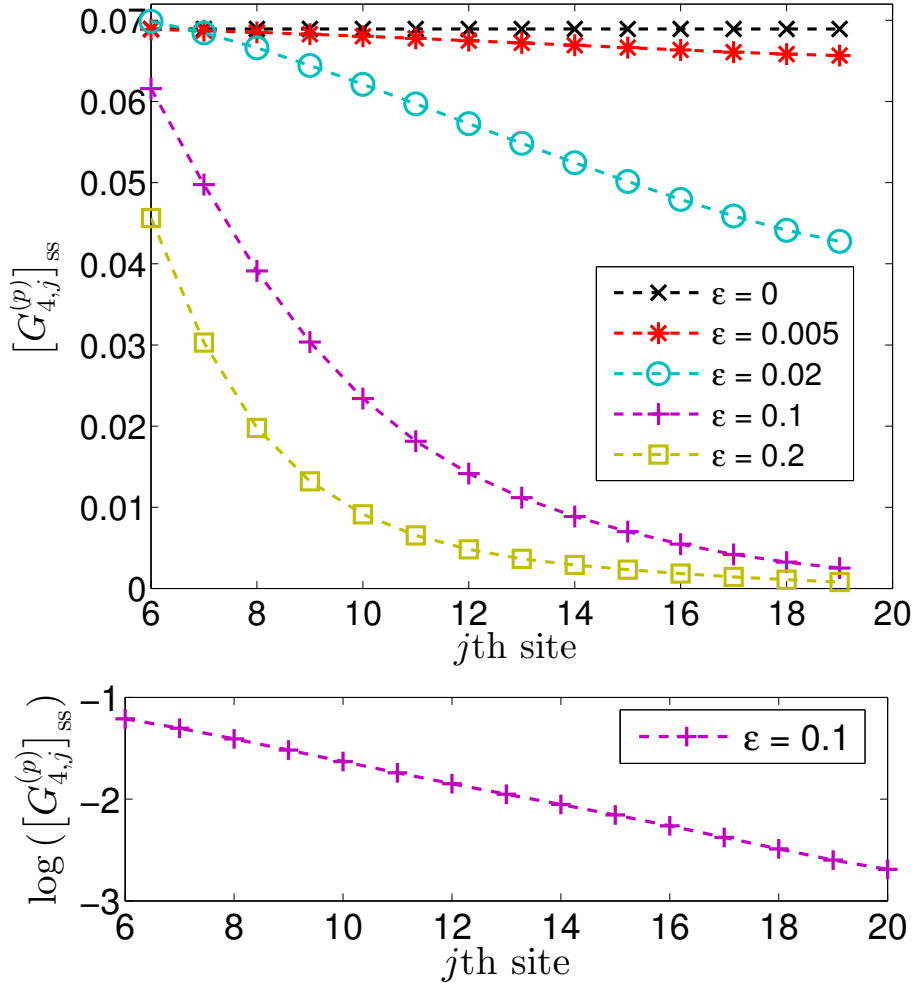 0.07
0.06
0.05
0.04
0.03
0.02
0.01
0
[G_{4,j}^{(p)}]_{ss}
ε = 0
ε = 0.005
ε = 0.02
ε = 0.1
ε = 0.2
6 8 10 12 14 16 18 20
jth site
−1
−2
−3
log([G_{4,j}^{(p)}]_{ss})
ε = 0.1
6 8 10 12 14 16 18 20
jth site